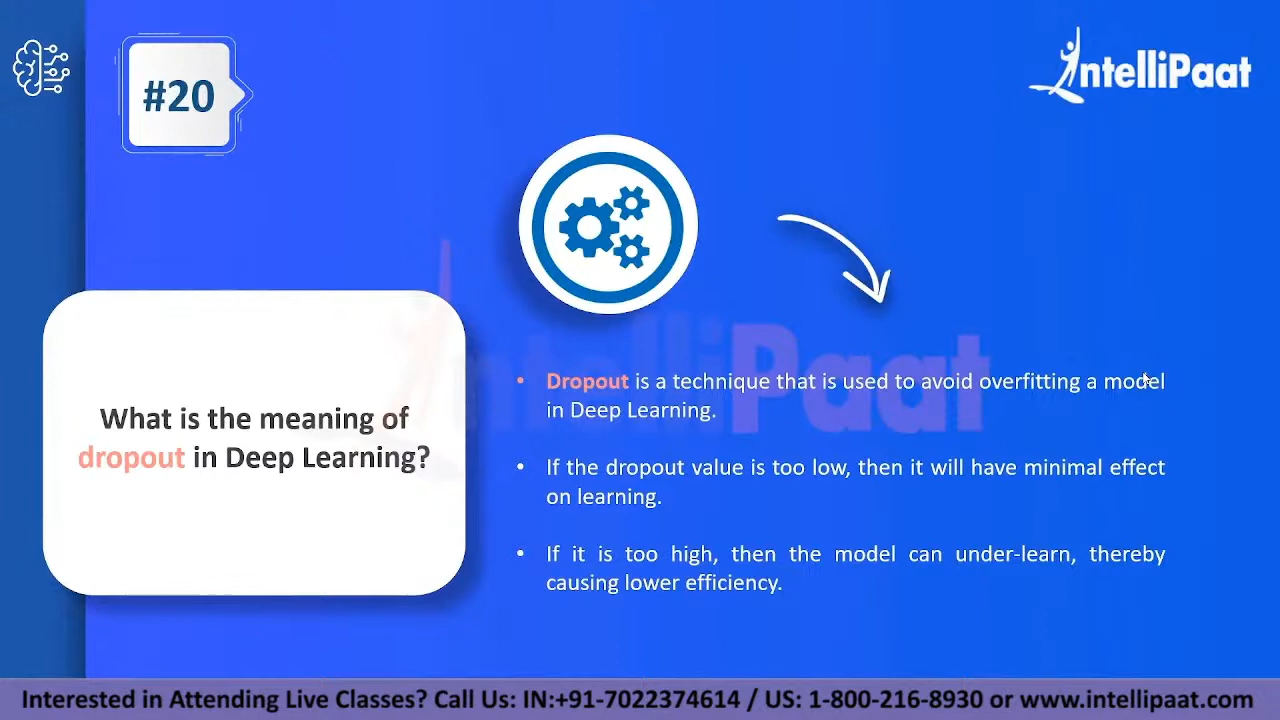 #20
IntelliPaat
What is the meaning of
dropout in Deep Learning?
IntelliPaat
• Dropout is a technique that is used to avoid overfitting a model
in Deep Learning.
• If the dropout value is too low, then it will have minimal effect
on learning.
• If it is too high, then the model can under-learn, thereby
causing lower efficiency.
Interested in Attending Live Classes? Call Us: IN:+91-7022374614 / US: 1-800-216-8930 or www.intellipaat.com